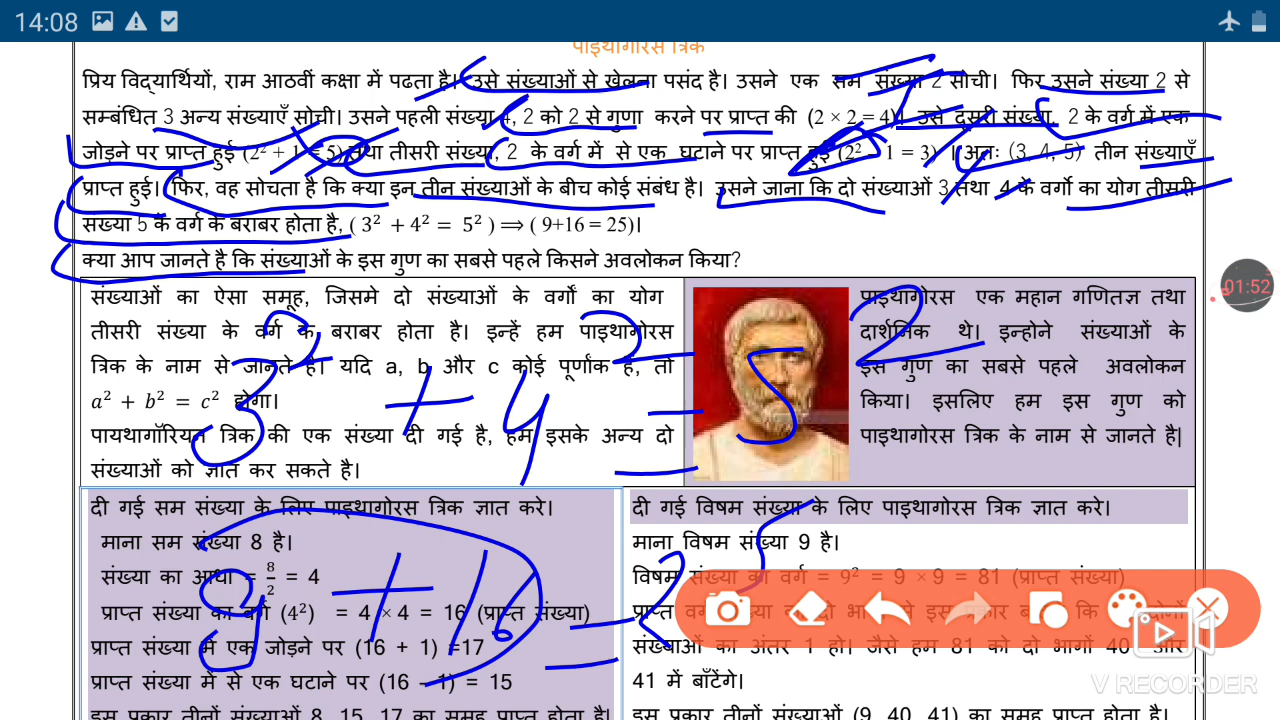 14:08
पाइथागोरस त्रिक
प्रिय विद्यार्थियों, राम आठवीं कक्षा में पढता है। उसे संख्याओं से खेलना पसंद है। उसने एक सम संख्या 2 सोची। फिर उसने संख्या 2 से
सम्बंधित 3 अन्य संख्याएँ सोची। उसने पहली संख्या 4, 2 को 2 से गुणा करने पर प्राप्त की (2 × 2 = 4)। उसे दूसरी संख्या, 2 के वर्ग में एक
जोड़ने पर प्राप्त हुई (2² + 1 = 5) तथा तीसरी संख्या, 2 के वर्ग में से एक घटाने पर प्राप्त हुई (2² − 1 = 3) । अतः (3, 4, 5) तीन संख्याएँ
प्राप्त हुई। फिर, वह सोचता है कि क्या इन तीन संख्याओं के बीच कोई संबंध है। उसने जाना कि दो संख्याओं 3 तथा 4 के वर्गो का योग तीसरी
संख्या 5 के वर्ग के बराबर होता है, ( 3² + 4² = 5² ) ⟹ ( 9+16 = 25)।
क्या आप जानते है कि संख्याओं के इस गुण का सबसे पहले किसने अवलोकन किया?
संख्याओं का ऐसा समूह, जिसमे दो संख्याओं के वर्गों का योग
तीसरी संख्या के वर्ग के बराबर होता है। इन्हें हम पाइथागोरस
त्रिक के नाम से जानते है। यदि a, b और c कोई पूर्णांक है, तो
a² + b² = c² होगा।
पायथागॉरियन त्रिक की एक संख्या दी गई है, हम इसके अन्य दो
संख्याओं को ज्ञात कर सकते है।
पाइथागोरस एक महान गणितज्ञ तथा
दार्शनिक थे। इन्होने संख्याओं के
इस गुण का सबसे पहले अवलोकन
किया। इसलिए हम इस गुण को
पाइथागोरस त्रिक के नाम से जानते है|
3² + 4² = 5²
01:52
दी गई सम संख्या के लिए पाइथागोरस त्रिक ज्ञात करे।
माना सम संख्या 8 है।
संख्या का आधा = 8/2 = 4
प्राप्त संख्या का वर्ग (4²) = 4 × 4 = 16 (प्राप्त संख्या)
प्राप्त संख्या में एक जोड़ने पर (16 + 1) =17
प्राप्त संख्या में से एक घटाने पर (16 – 1) = 15
इस प्रकार तीनों संख्याओं 8, 15, 17 का समूह प्राप्त होता है।
9 + 16 = 25
दी गई विषम संख्या के लिए पाइथागोरस त्रिक ज्ञात करे।
माना विषम संख्या 9 है।
विषम संख्या का वर्ग = 9² = 9 × 9 = 81 (प्राप्त संख्या)
संख्याओं का अंतर 1 हो। जैसे हम 81 को दो भागों 40 और
41 में बाँटेंगे।
इस प्रकार तीनों संख्याओं (9, 40, 41) का समूह प्राप्त होता है।
V RECORDER